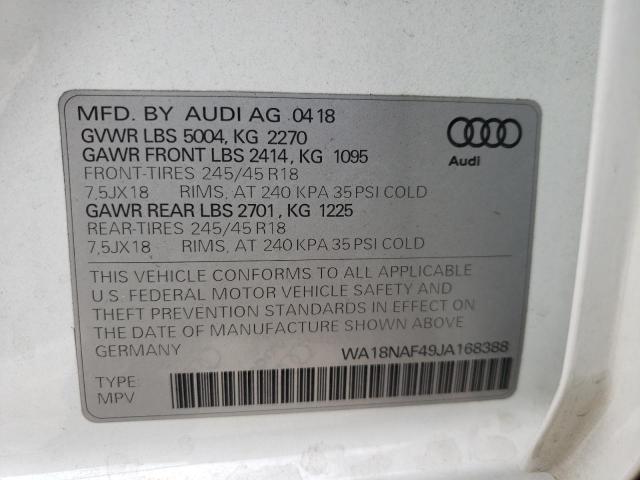 MFD. BY AUDI AG 0418
GVWR LBS 5004, KG 2270
GAWR FRONT LBS 2414, KG 1095
FRONT-TIRES 245/45 R18
7,5JX18 RIMS, AT 240 KPA 35 PSI COLD
GAWR REAR LBS 2701, KG 1225
REAR-TIRES 245/45 R18
7,5JX18 RIMS, AT 240 KPA 35 PSI COLD
Audi
THIS VEHICLE CONFORMS TO ALL APPLICABLE
U.S. FEDERAL MOTOR VEHICLE SAFETY AND
THEFT PREVENTION STANDARDS IN EFFECT ON
THE DATE OF MANUFACTURE SHOWN ABOVE
GERMANY WA18NAF49JA168388
TYPE
MPV